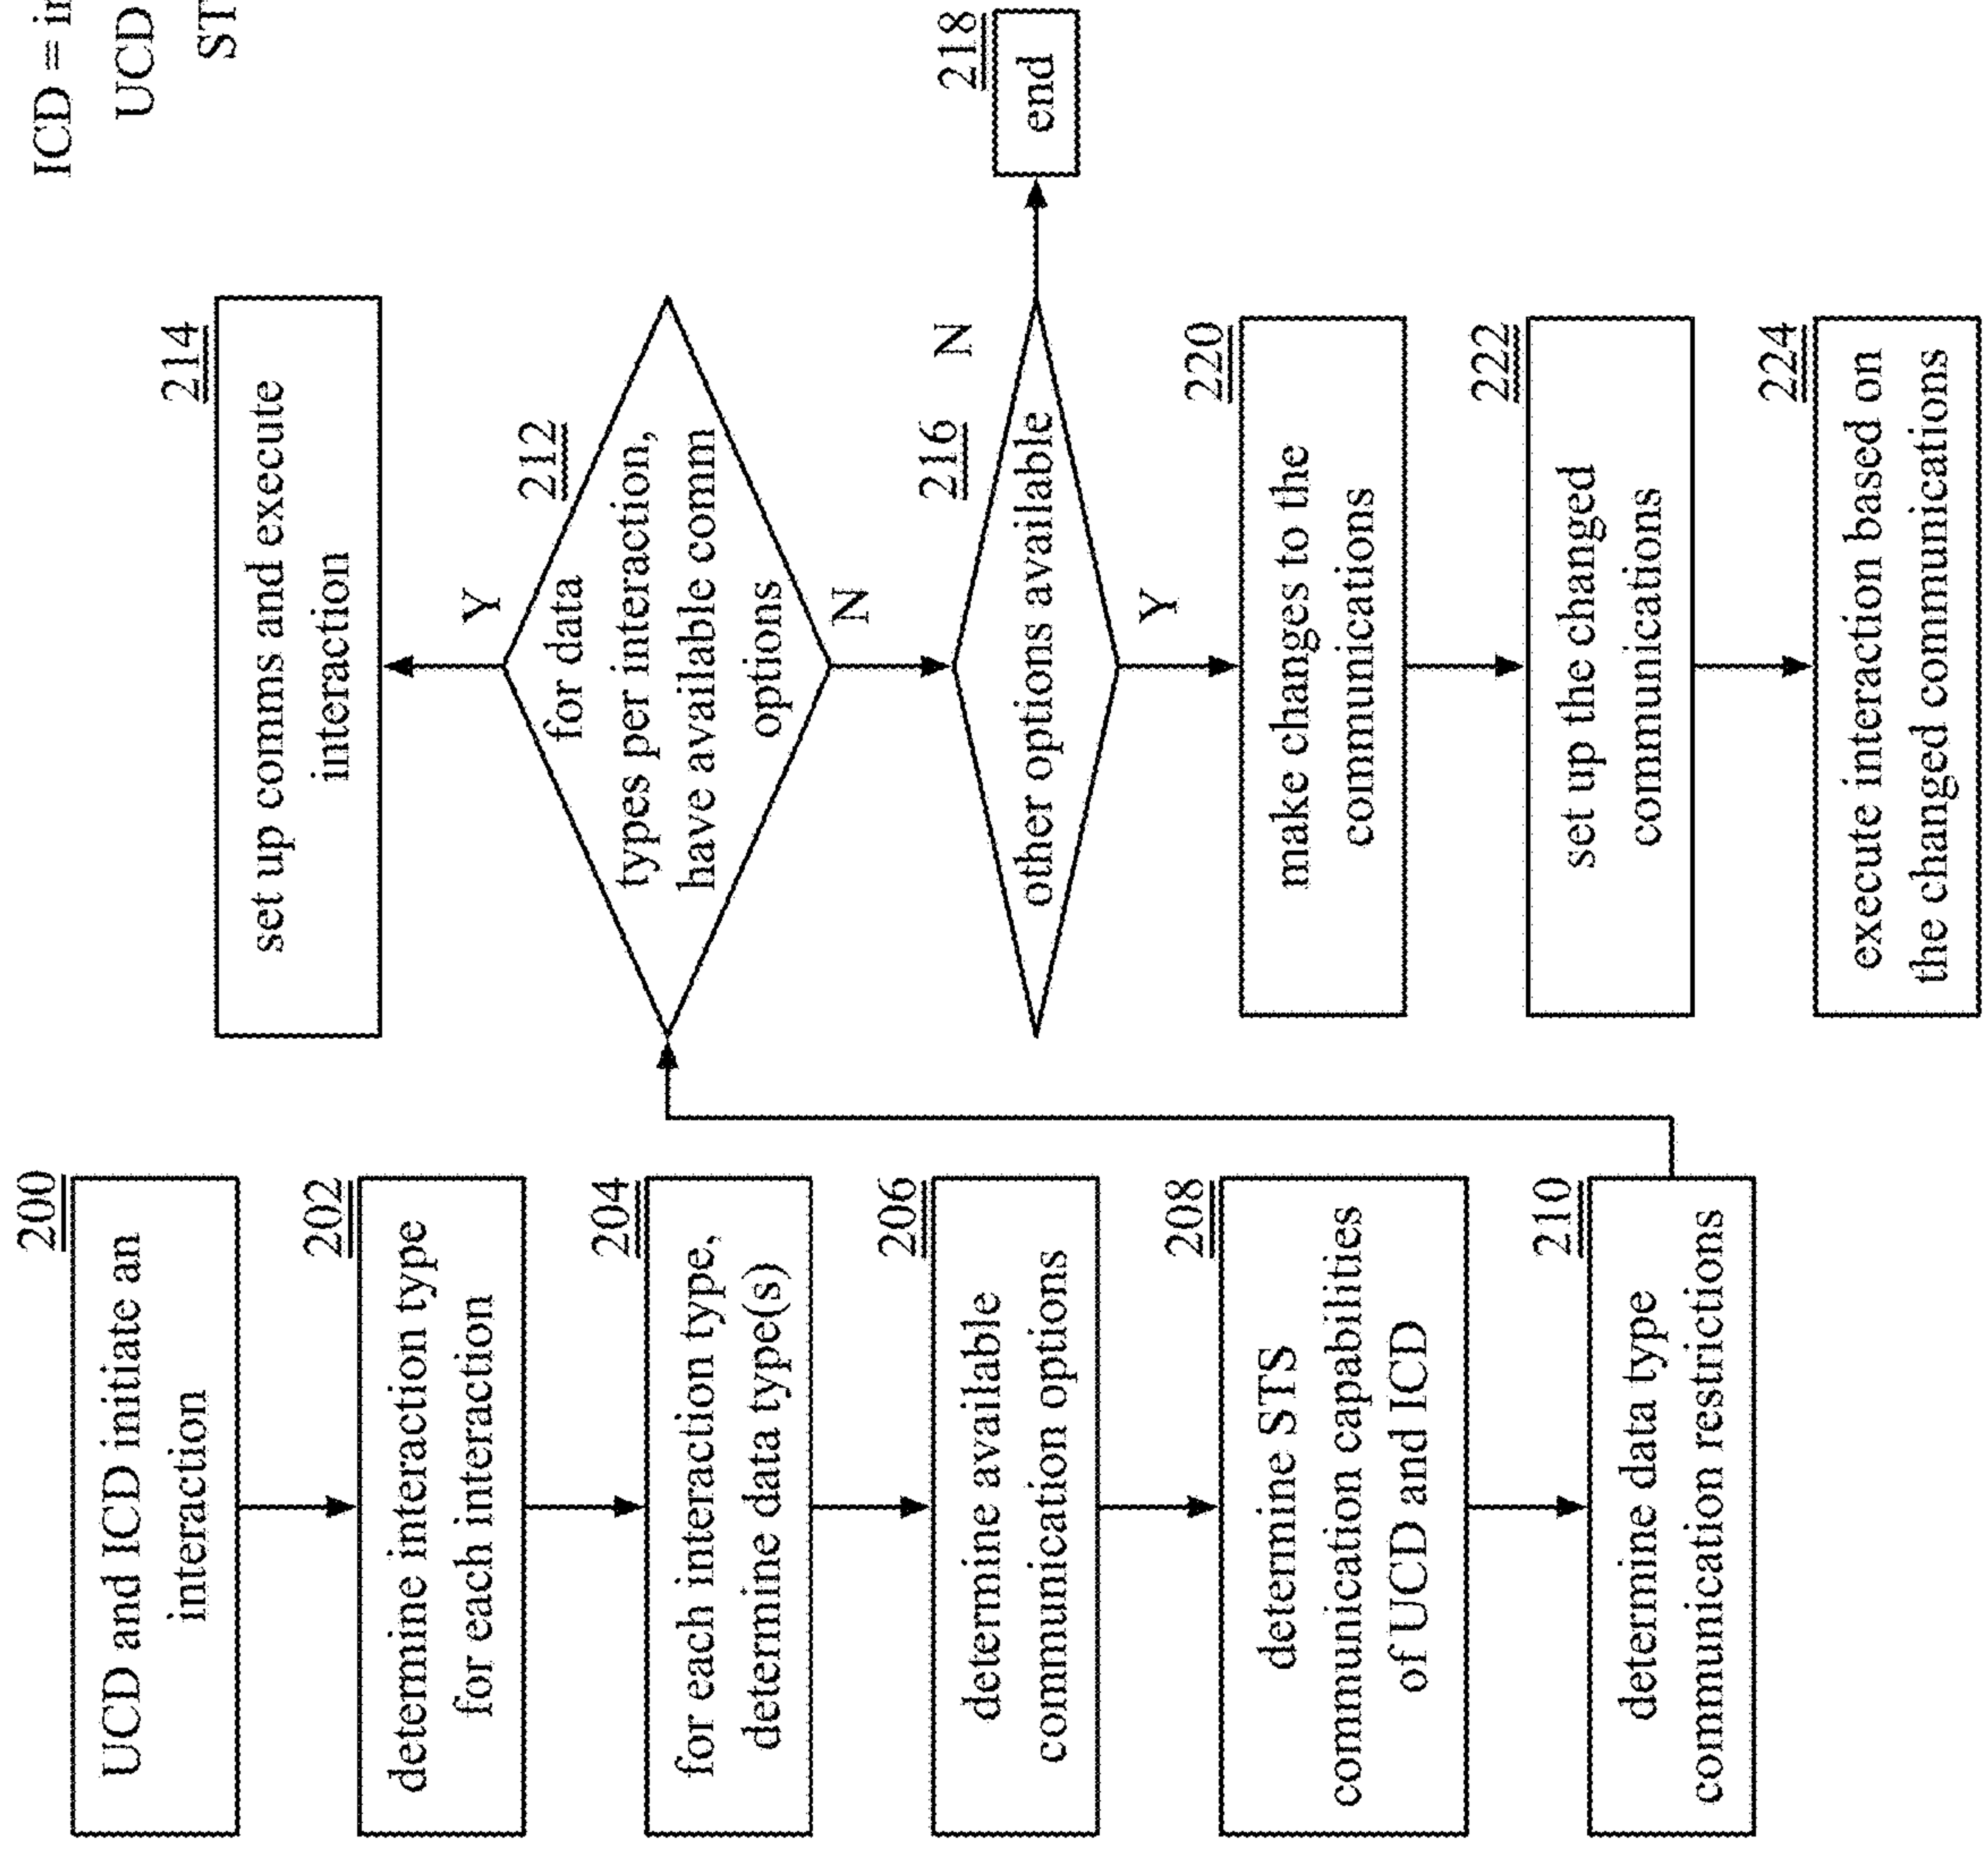 200
UCD and ICD initiate an
interaction
202
determine interaction type
for each interaction
204
for each interaction type,
determine data type(s)
206
determine available
communication options
208
determine STS
communication capabilities
of UCD and ICD
210
determine data type
communication restrictions
214
set up comms and execute
interaction
Y
212
for data
types per interaction,
have available comm
options
N
216
other options available
N
218
end
Y
220
make changes to the
communications
222
set up the changed
communications
224
execute interaction based on
the changed communications
ICD = in
UCD
ST